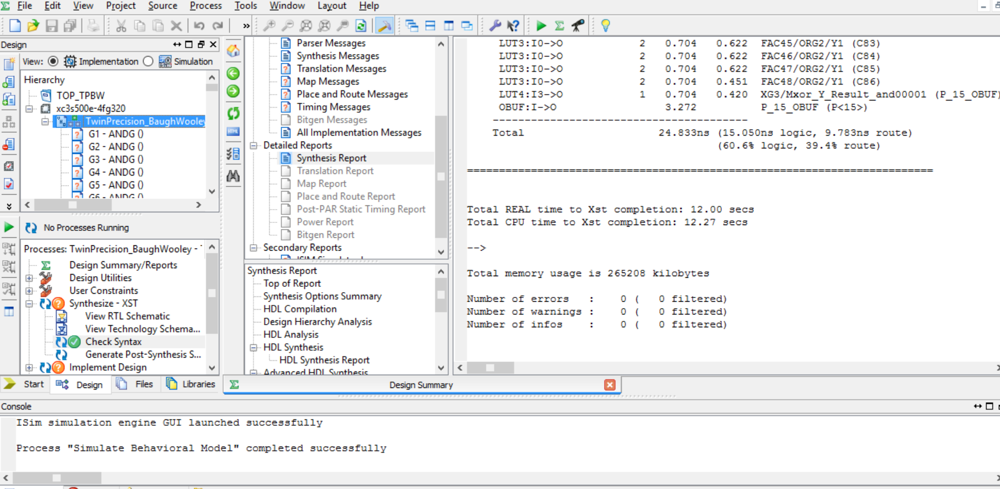 File Edit View Project Source Process Tools Window Layout Help
Design
View: Implementation Simulation
Hierarchy
TOP_TPBW
xc3s500e-4fg320
TwinPrecision_BaughWooley
G1 - ANDG ()
G2 - ANDG ()
G3 - ANDG ()
G4 - ANDG ()
G5 - ANDG ()
G6 - ANDG ()
No Processes Running
Processes: TwinPrecision_BaughWooley -
Design Summary/Reports
Design Utilities
User Constraints
Synthesize - XST
View RTL Schematic
View Technology Schema...
Check Syntax
Generate Post-Synthesis S...
Implement Design
Start Design Files Libraries
Parser Messages
Synthesis Messages
Translation Messages
Map Messages
Place and Route Messages
Timing Messages
Bitgen Messages
All Implementation Messages
Detailed Reports
Synthesis Report
Translation Report
Map Report
Place and Route Report
Post-PAR Static Timing Report
Power Report
Bitgen Report
Secondary Reports
Synthesis Report
Top of Report
Synthesis Options Summary
HDL Compilation
Design Hierarchy Analysis
HDL Analysis
HDL Synthesis
HDL Synthesis Report
Advanced HDL Synthesis
Design Summary
LUT3:I0->O 2 0.704 0.622 FAC45/ORG2/Y1 (C83)
LUT3:I0->O 2 0.704 0.622 FAC46/ORG2/Y1 (C84)
LUT3:I0->O 2 0.704 0.622 FAC47/ORG2/Y1 (C85)
LUT3:I0->O 2 0.704 0.451 FAC48/ORG2/Y1 (C86)
LUT4:I3->O 1 0.704 0.420 XG3/Mxor_Y_Result_and00001 (P_15_OBUF)
OBUF:I->O 3.272 P_15_OBUF (P<15>)
----------------------------------------
Total 24.833ns (15.050ns logic, 9.783ns route)
(60.6% logic, 39.4% route)
=========================================================================
Total REAL time to Xst completion: 12.00 secs
Total CPU time to Xst completion: 12.27 secs
-->
Total memory usage is 265208 kilobytes
Number of errors : 0 ( 0 filtered)
Number of warnings : 0 ( 0 filtered)
Number of infos : 0 ( 0 filtered)
Console
ISim simulation engine GUI launched successfully
Process "Simulate Behavioral Model" completed successfully